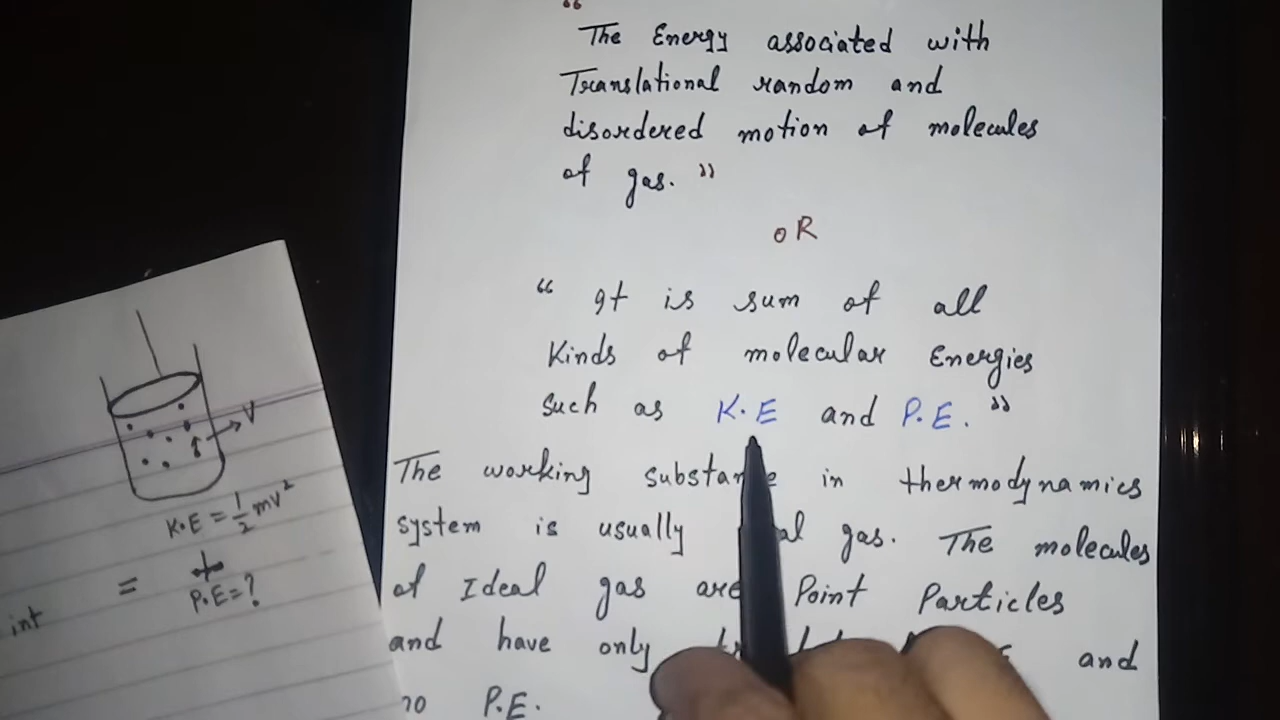 “
The Energy associated with
Translational random and
disordered motion of molecules
of gas. ”
OR
“ It is sum of all
Kinds of molecular Energies
Such as K.E and P.E. ”
The working substance in thermodynamics
system is usually gas. The molecules
of Ideal gas are Point Particles
and have only and
no P.E.
V
K.E = 1/2 mv²
= +
P.E = ?
int